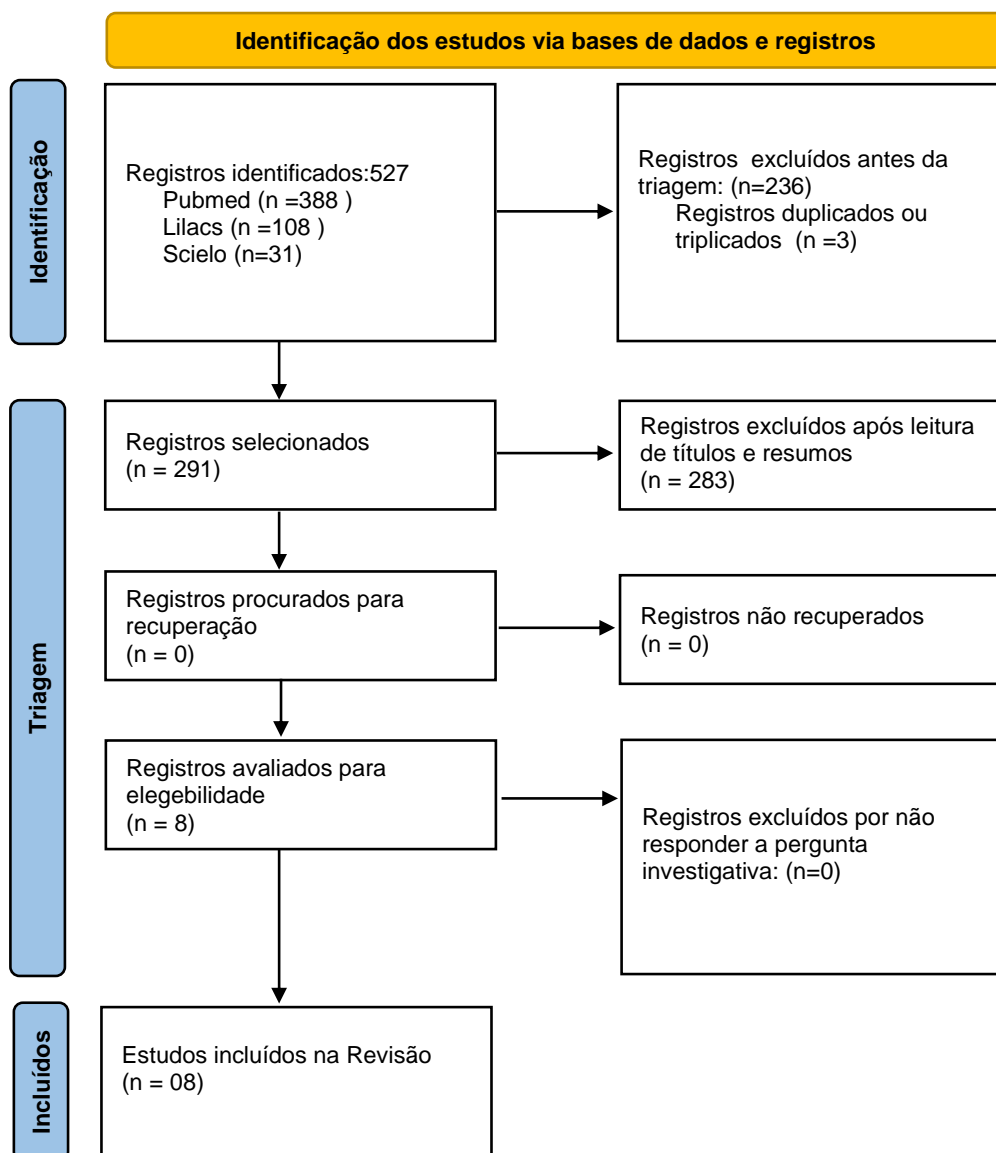 Identificação dos estudos via bases de dados e registros
Identificação
Registros identificados:527
Pubmed (n =388 )
Lilacs (n =108 )
Scielo (n=31)
Registros excluídos antes da
triagem: (n=236)
Registros duplicados ou
triplicados (n =3)
Triagem
Registros selecionados
(n = 291)
Registros excluídos após leitura
de títulos e resumos
(n = 283)
Registros procurados para
recuperação
(n = 0)
Registros não recuperados
(n = 0)
Registros avaliados para
elegebilidade
(n = 8)
Registros excluídos por não
responder a pergunta
investigativa: (n=0)
Incluídos
Estudos incluídos na Revisão
(n = 08)